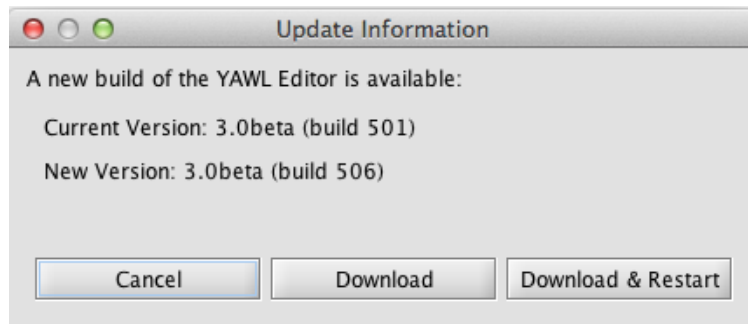 Update Information
A new build of the YAWL Editor is available:
Current Version: 3.0beta (build 501)
New Version: 3.0beta (build 506)
Cancel Download Download & Restart